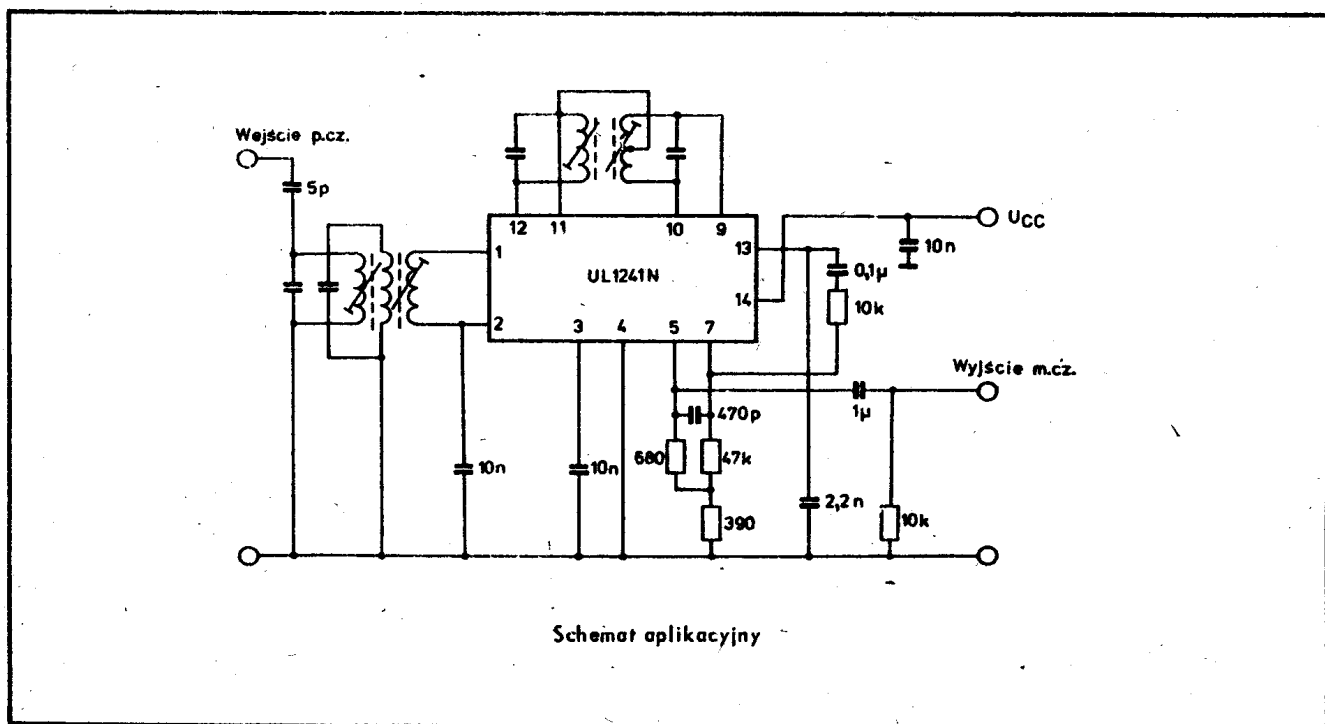 Wejście p.cz.
5p
12
11
10
9
1
2
UL1241N
13
14
3
4
5
7
UCC
10n
0,1µ
10k
Wyjście m.cz.
1µ
470p
680
47k
390
10n
10n
2,2n
10k
Schemat aplikacyjny